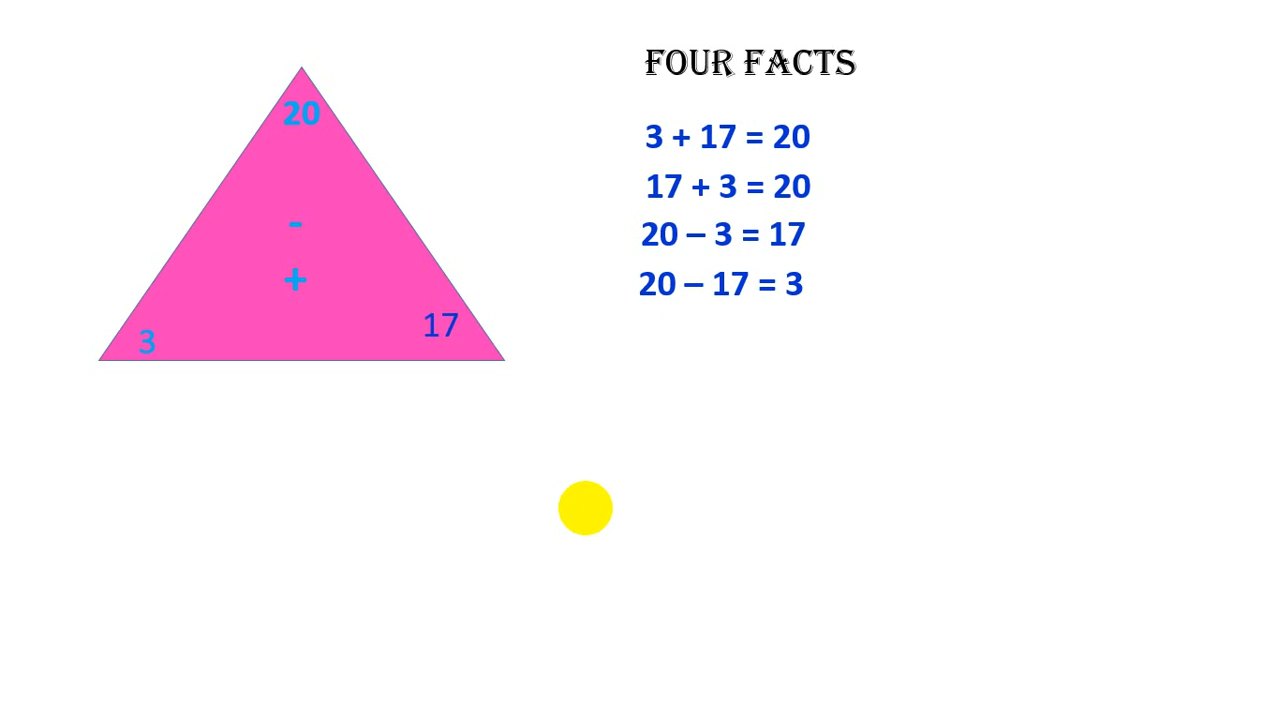 FOUR FACTS
20
-
+
3
17
3 + 17 = 20
17 + 3 = 20
20 – 3 = 17
20 – 17 = 3